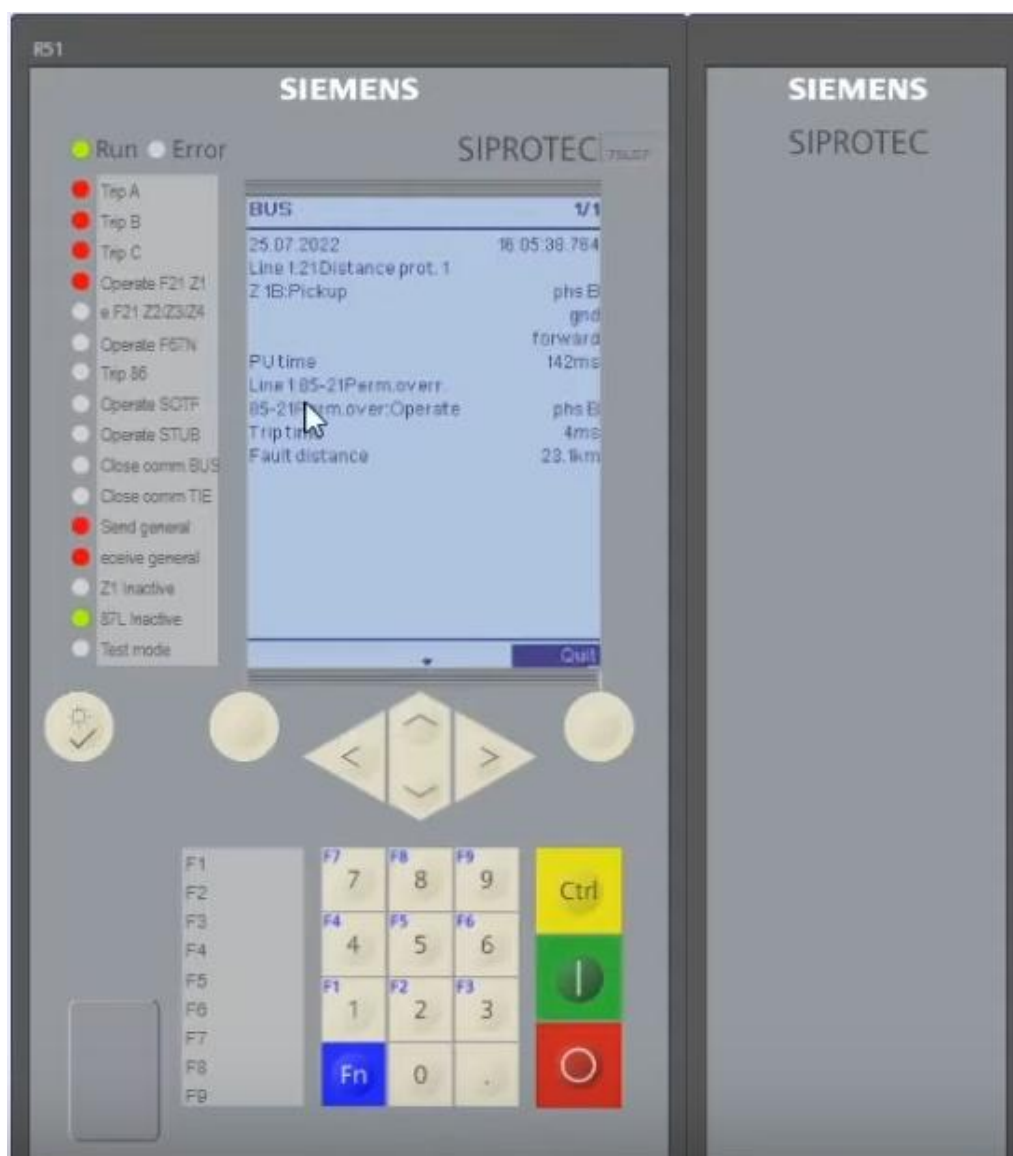 R51
SIEMENS
SIEMENS
Run Error
SIPROTEC
SIPROTEC
Trip A
Trip B
Trip C
Operate F21 Z1
e F21 Z2/Z3/Z4
Operate F67N
Trip 86
Operate SOTF
Operate STUB
Close comm BUS
Close comm TIE
Send general
eceive general
Z1 Inactive
87L Inactive
Test mode
BUS 1/1
25.07.2022 16:05:38.764
Line 1:21Distance prot. 1
Z 1B:Pickup phs B
gnd
forward
PU time 142ms
Line 1:85-21Perm.overr.
85-21Perm.over:Operate phs B
Trip time 4ms
Fault distance 23.1km
Quit
F1
F2
F3
F4
F5
F6
F7
F8
F9
F7 7 F8 8 F9 9 Ctrl
F4 4 F5 5 F6 6
F1 1 F2 2 F3 3
Fn 0 .